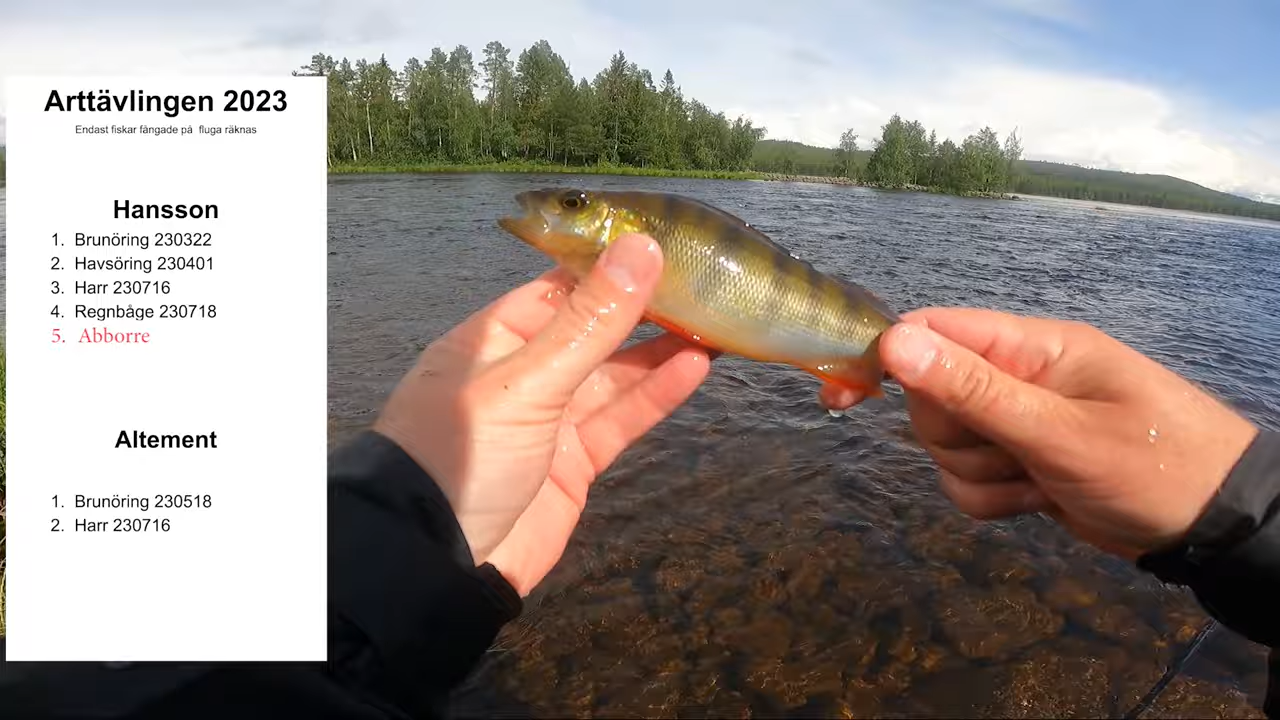 Arttävlingen 2023
Endast fiskar fångade på fluga räknas
Hansson
1. Brunöring 230322
2. Havsöring 230401
3. Harr 230716
4. Regnbåge 230718
5. Abborre
Altement
1. Brunöring 230518
2. Harr 230716